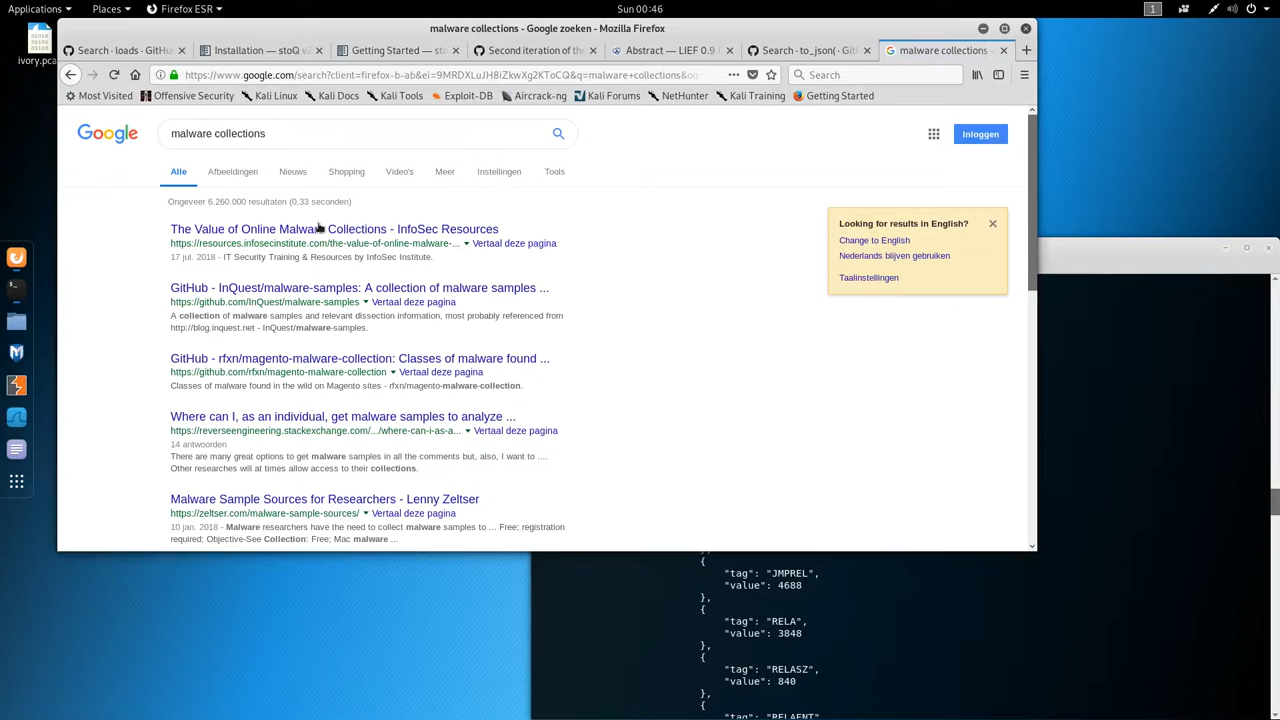 Applications
Places
Firefox ESR
Sun 00:46
1
ivory.pca
malware collections - Google zoeken - Mozilla Firefox
Search · loads · GitHu
Installation — stoQ v
Getting Started — sto
Second iteration of the
Abstract — LIEF 0.9.0
Search · to_json( · Git
malware collections –
https://www.google.com/search?client=firefox-b-ab&ei=9MRDXLuJH8iZkwXg2KToCQ&q=malware+collections&oq
Search
Most Visited
Offensive Security
Kali Linux
Kali Docs
Kali Tools
Exploit-DB
Aircrack-ng
Kali Forums
NetHunter
Kali Training
Getting Started
Google
malware collections
Inloggen
Alle
Afbeeldingen
Nieuws
Shopping
Video's
Meer
Instellingen
Tools
Ongeveer 6.260.000 resultaten (0,33 seconden)
Looking for results in English?
Change to English
Nederlands blijven gebruiken
Taalinstellingen
The Value of Online Malware Collections - InfoSec Resources
https://resources.infosecinstitute.com/the-value-of-online-malware-... Vertaal deze pagina
17 jul. 2018 - IT Security Training & Resources by InfoSec Institute.
GitHub - InQuest/malware-samples: A collection of malware samples ...
https://github.com/InQuest/malware-samples Vertaal deze pagina
A collection of malware samples and relevant dissection information, most probably referenced from
http://blog.inquest.net - InQuest/malware-samples.
GitHub - rfxn/magento-malware-collection: Classes of malware found ...
https://github.com/rfxn/magento-malware-collection Vertaal deze pagina
Classes of malware found in the wild on Magento sites - rfxn/magento-malware-collection.
Where can I, as an individual, get malware samples to analyze ...
https://reverseengineering.stackexchange.com/.../where-can-i-as-a... Vertaal deze pagina
14 antwoorden
There are many great options to get malware samples in all the comments but, also, I want to ....
Other researches will at times allow access to their collections.
Malware Sample Sources for Researchers - Lenny Zeltser
https://zeltser.com/malware-sample-sources/ Vertaal deze pagina
10 jan. 2018 - Malware researchers have the need to collect malware samples to ... Free; registration
required; Objective-See Collection: Free; Mac malware ...
},
{
"tag": "JMPREL",
"value": 4688
},
{
"tag": "RELA",
"value": 3848
},
{
"tag": "RELASZ",
"value": 840
},
{
"tag": "RELAENT",